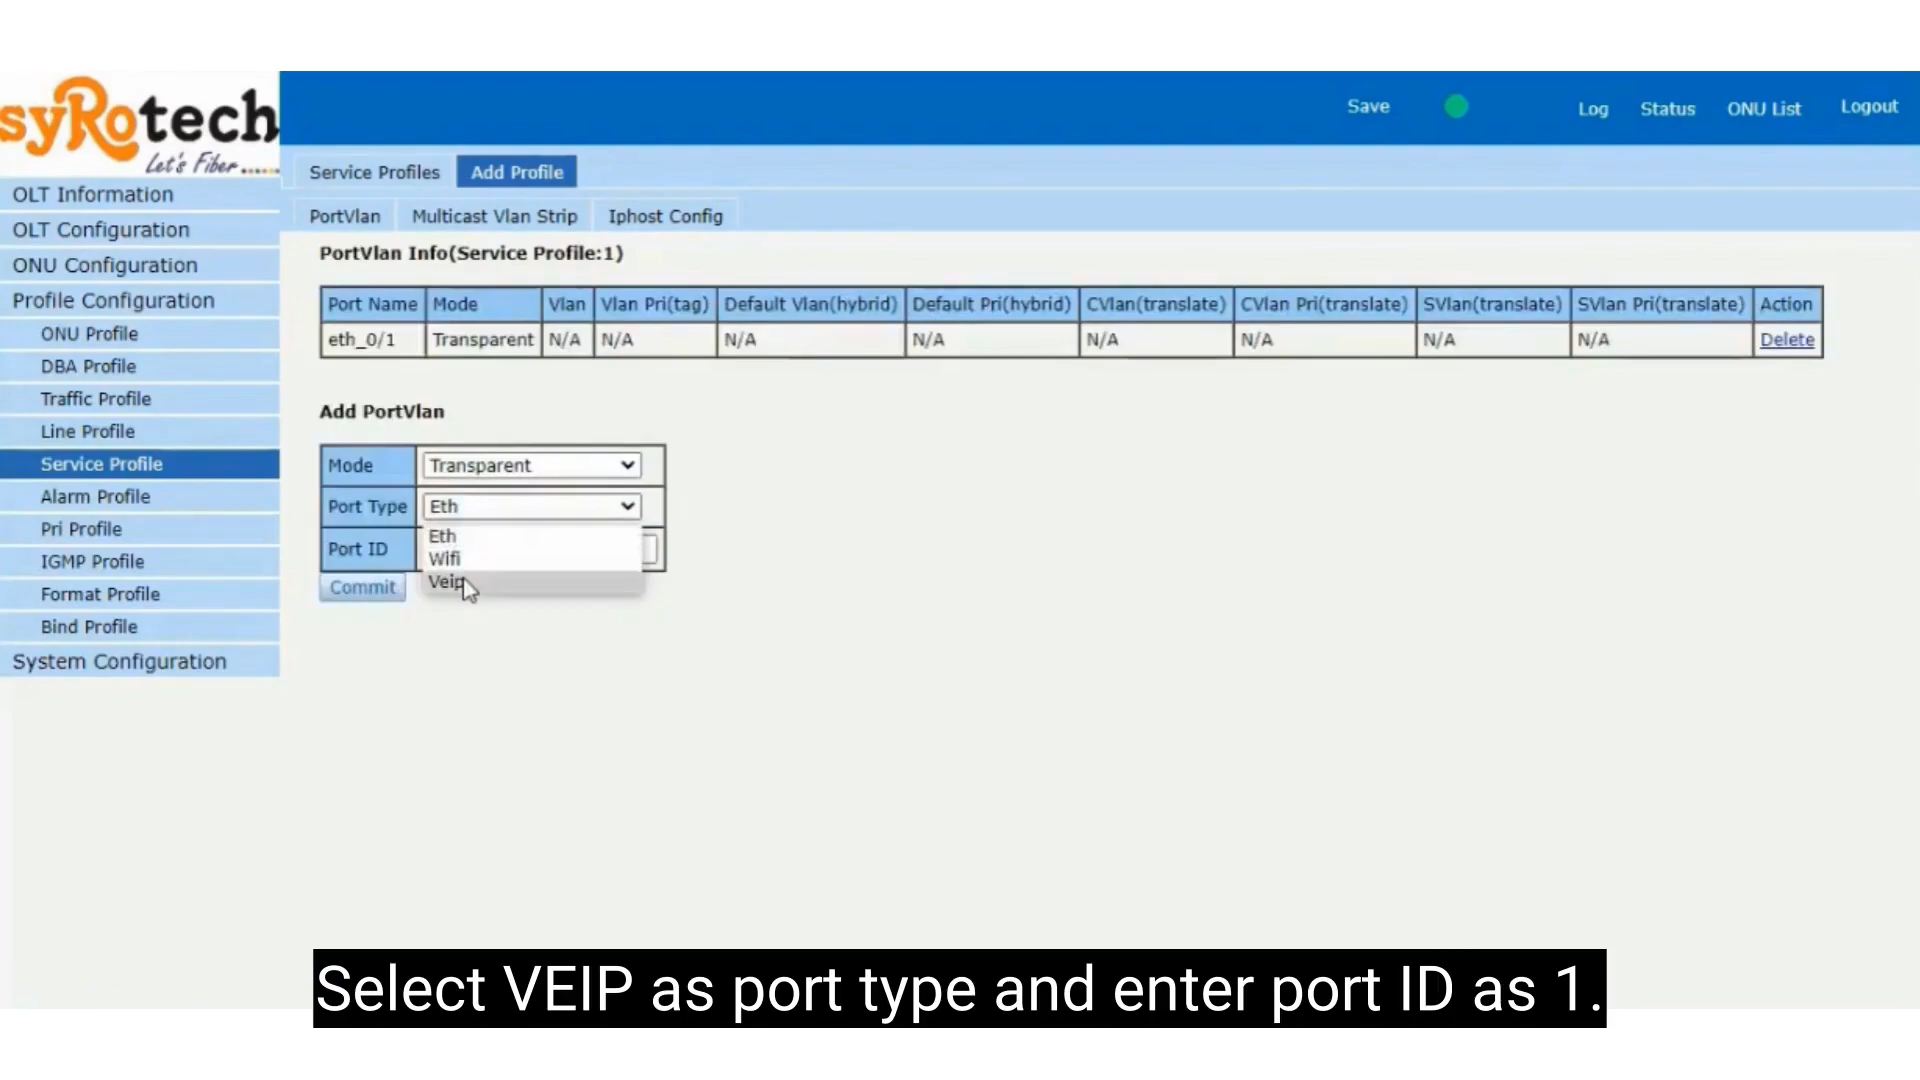 syRotech
Let's Fiber.....
Save
Log
Status
ONU List
Logout
Service Profiles
Add Profile
PortVlan
Multicast Vlan Strip
Iphost Config
OLT Information
OLT Configuration
ONU Configuration
Profile Configuration
ONU Profile
DBA Profile
Traffic Profile
Line Profile
Service Profile
Alarm Profile
Pri Profile
IGMP Profile
Format Profile
Bind Profile
System Configuration
PortVlan Info(Service Profile:1)
Port Name Mode Vlan Vlan Pri(tag) Default Vlan(hybrid) Default Pri(hybrid) CVlan(translate) CVlan Pri(translate) SVlan(translate) SVlan Pri(translate) Action
eth_0/1 Transparent N/A N/A N/A N/A N/A N/A N/A N/A Delete
Add PortVlan
Mode Transparent
Port Type Eth
Eth
Wifi
Veip
Port ID
Commit
Select VEIP as port type and enter port ID as 1.